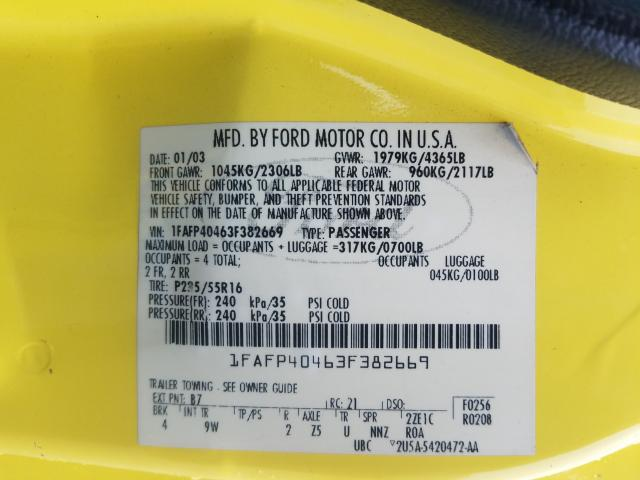 MFD. BY FORD MOTOR CO. IN U.S.A.
DATE: 01/03 GVWR: 1979KG/4365LB
FRONT GAWR: 1045KG/2306LB REAR GAWR: 960KG/2117LB
THIS VEHICLE CONFORMS TO ALL APPLICABLE FEDERAL MOTOR
VEHICLE SAFETY, BUMPER, AND THEFT PREVENTION STANDARDS
IN EFFECT ON THE DATE OF MANUFACTURE SHOWN ABOVE.
VIN: 1FAFP40463F382669 TYPE: PASSENGER
MAXIMUM LOAD = OCCUPANTS + LUGGAGE = 317KG/0700LB
OCCUPANTS = 4 TOTAL; OCCUPANTS LUGGAGE
2 FR, 2 RR 045KG/0100LB
TIRE: P225/55R16
PRESSURE(FR): 240 kPa/35 PSI COLD
PRESSURE(RR): 240 kPa/35 PSI COLD
1FAFP40463F382669
TRAILER TOWING - SEE OWNER GUIDE
EXT PNT: B7 RC: 21 DSO: F0256
BRK INT TR TP/PS R AXLE TR SPR 2ZE1C R0208
4 9W 2 Z5 U NNZ ROA
UBC ▽2U5A-5420472-AA